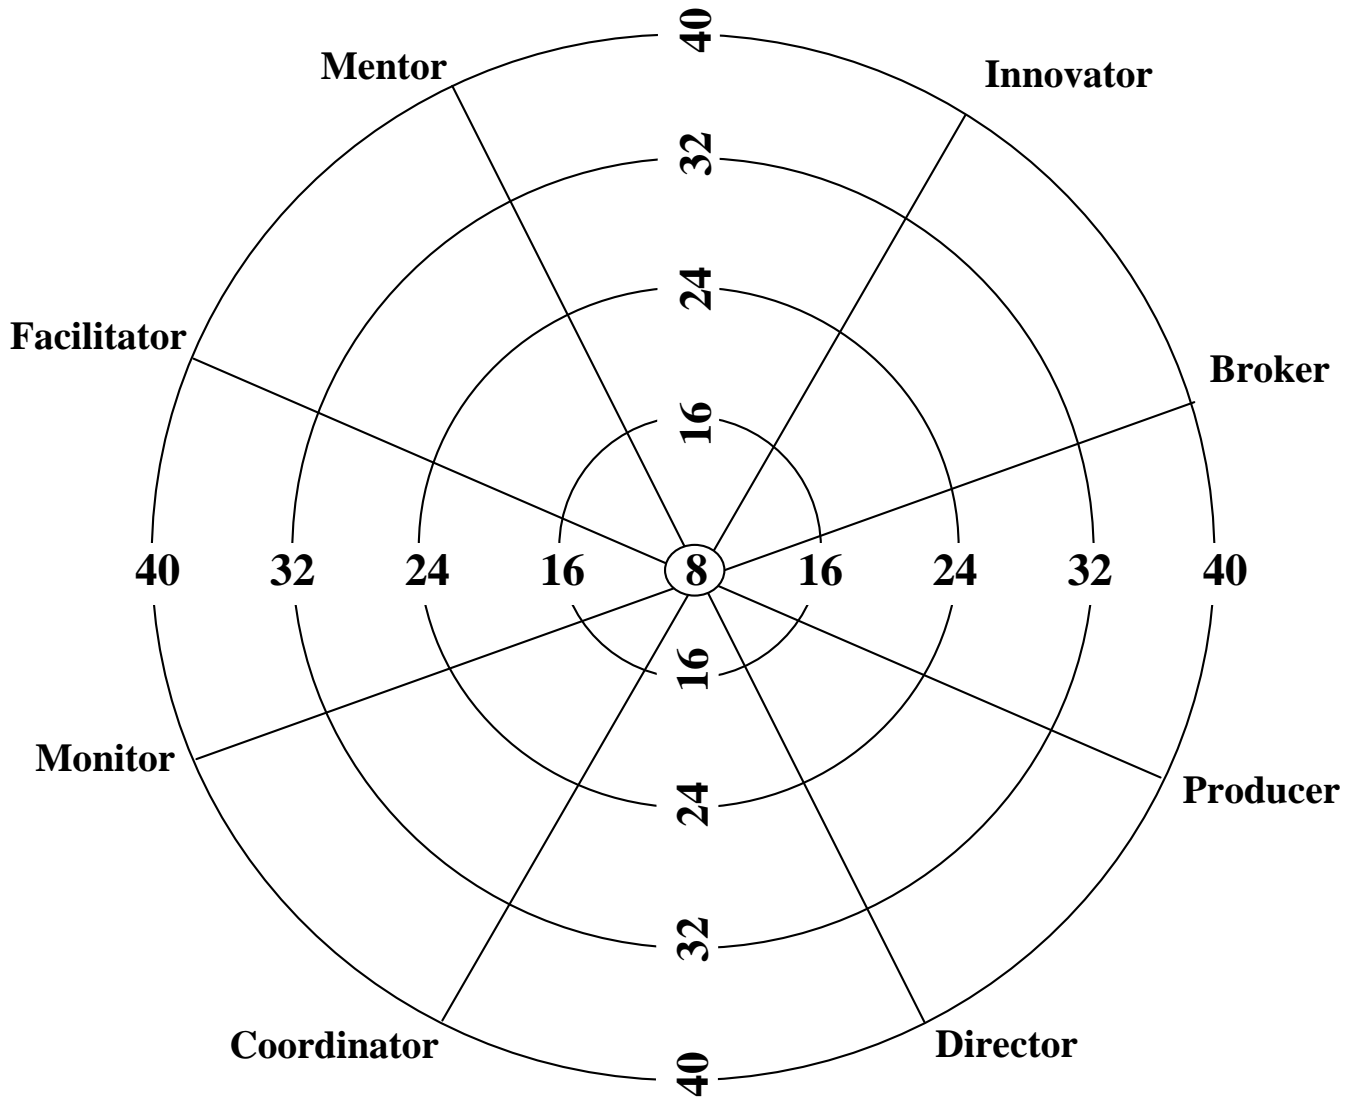 40
Mentor
Innovator
32
24
Facilitator
Broker
16
40 32 24 16 8 16 24 32 40
16
Monitor
Producer
24
32
Coordinator
Director
40